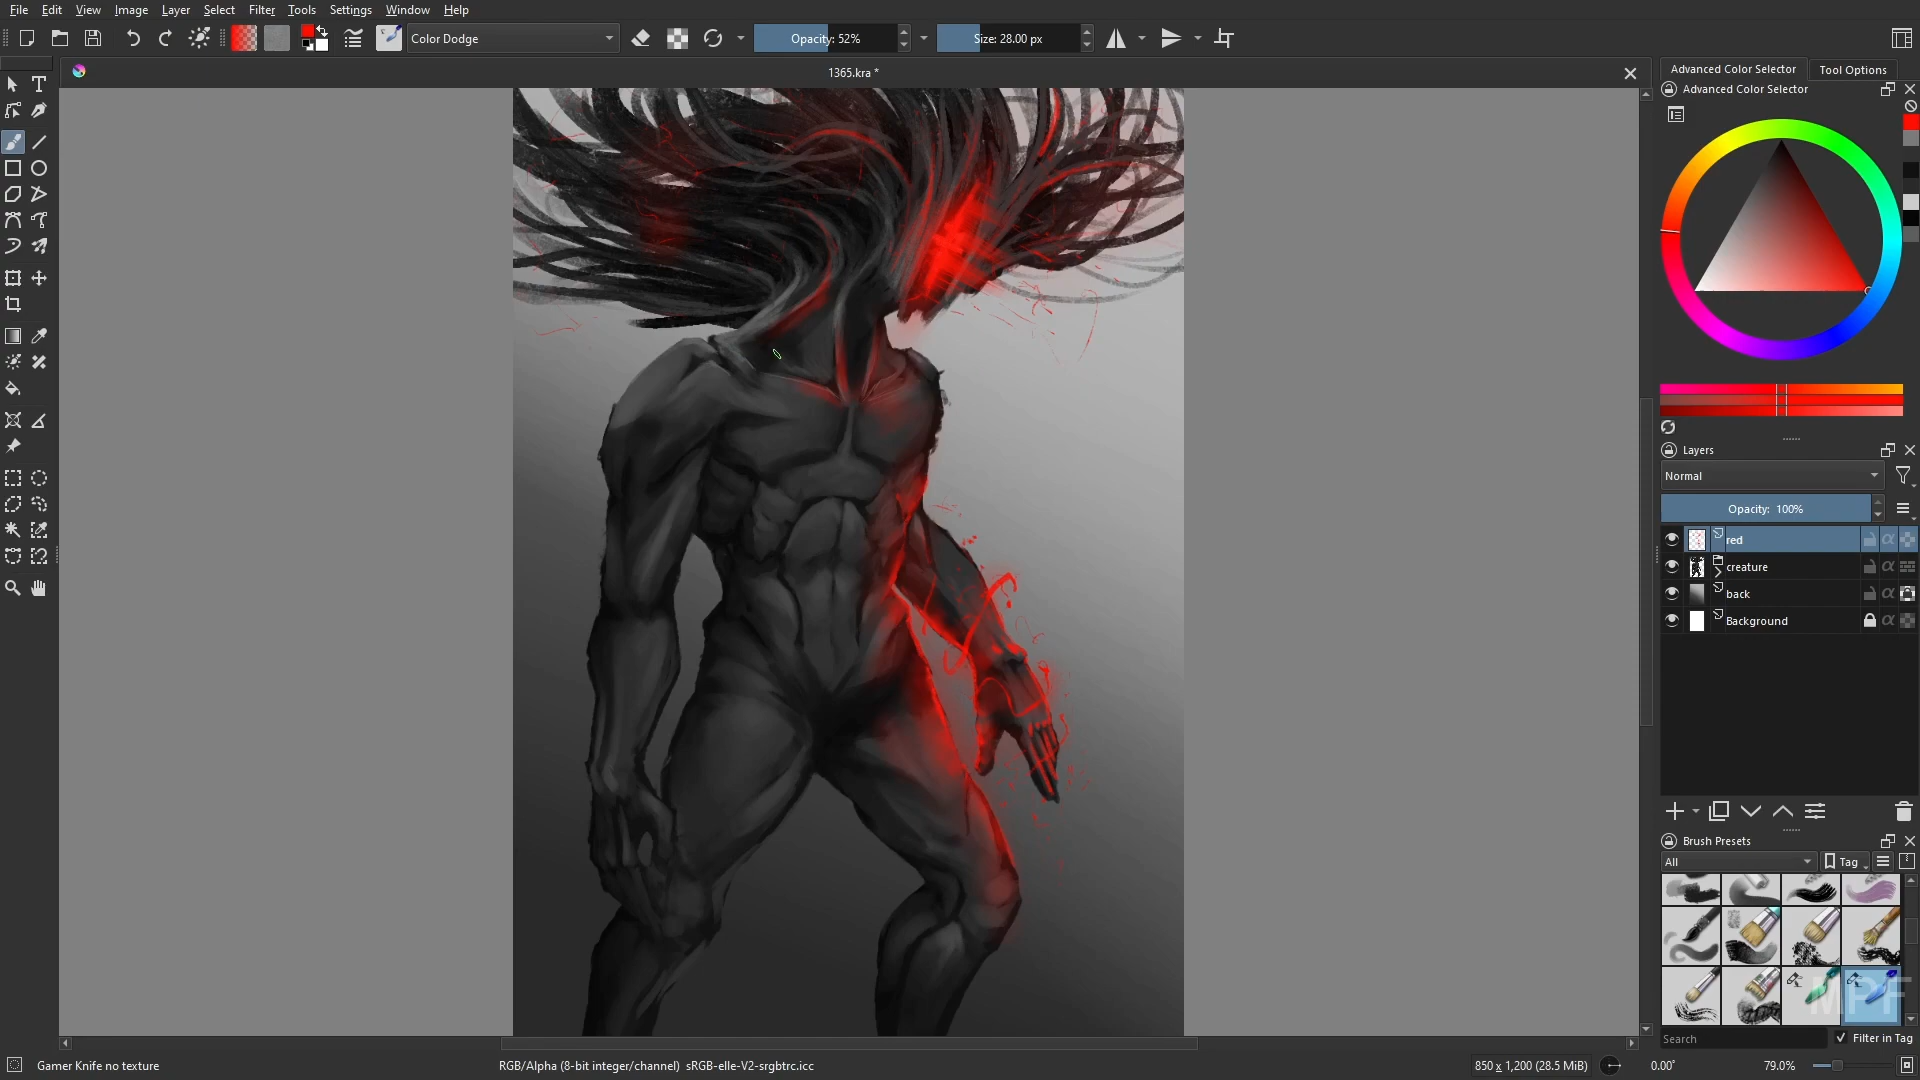 File Edit View Image Layer Select Filter Tools Settings Window Help
Color Dodge
Opacity: 52%
Size: 28.00 px
1365.kra *
Advanced Color Selector
Tool Options
Advanced Color Selector
Layers
Normal
Opacity: 100%
red
creature
back
Background
Brush Presets
All
Tag
MPF
Search
Filter in Tag
Gamer Knife no texture
RGB/Alpha (8-bit integer/channel) sRGB-elle-V2-srgbtrc.icc
850 x 1,200 (28.5 MiB)
0.00°
79.0%